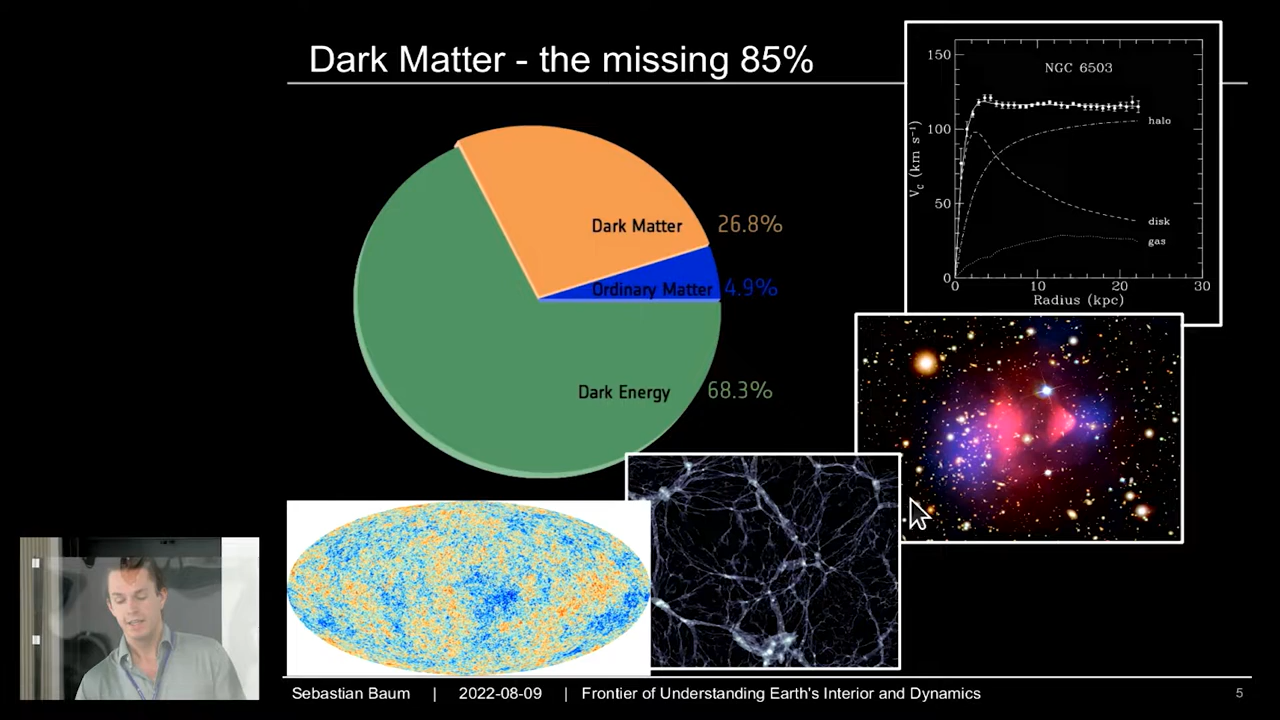 Dark Matter - the missing 85%
Dark Matter 26.8%
Ordinary Matter 4.9%
Dark Energy 68.3%
150
100
50
0
V_c (km s⁻¹)
NGC 6503
halo
disk
gas
0 10 20 30
Radius (kpc)
Sebastian Baum | 2022-08-09 | Frontier of Understanding Earth's Interior and Dynamics
5